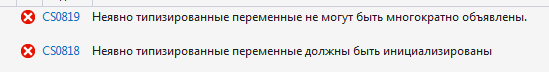 CS0819 Неявно типизированные переменные не могут быть многократно объявлены.
CS0818 Неявно типизированные переменные должны быть инициализированы